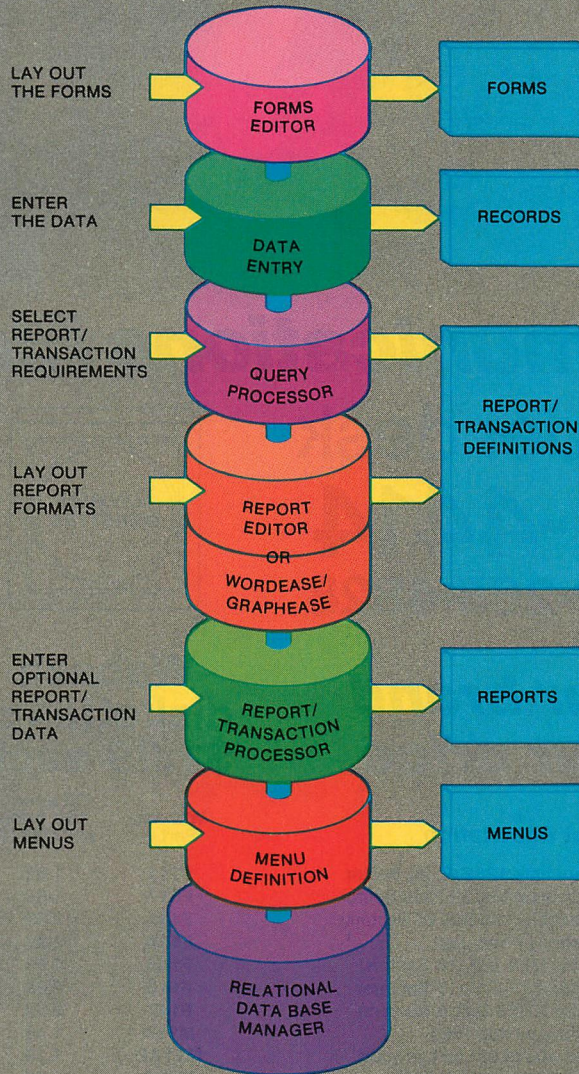 LAY OUT
THE FORMS
FORMS
EDITOR
FORMS
ENTER
THE DATA
DATA
ENTRY
RECORDS
SELECT
REPORT/
TRANSACTION
REQUIREMENTS
QUERY
PROCESSOR
REPORT/
TRANSACTION
DEFINITIONS
LAY OUT
REPORT
FORMATS
REPORT
EDITOR
OR
WORDEASE/
GRAPHEASE
ENTER
OPTIONAL
REPORT/
TRANSACTION
DATA
REPORT/
TRANSACTION
PROCESSOR
REPORTS
LAY OUT
MENUS
MENU
DEFINITION
MENUS
RELATIONAL
DATA BASE
MANAGER